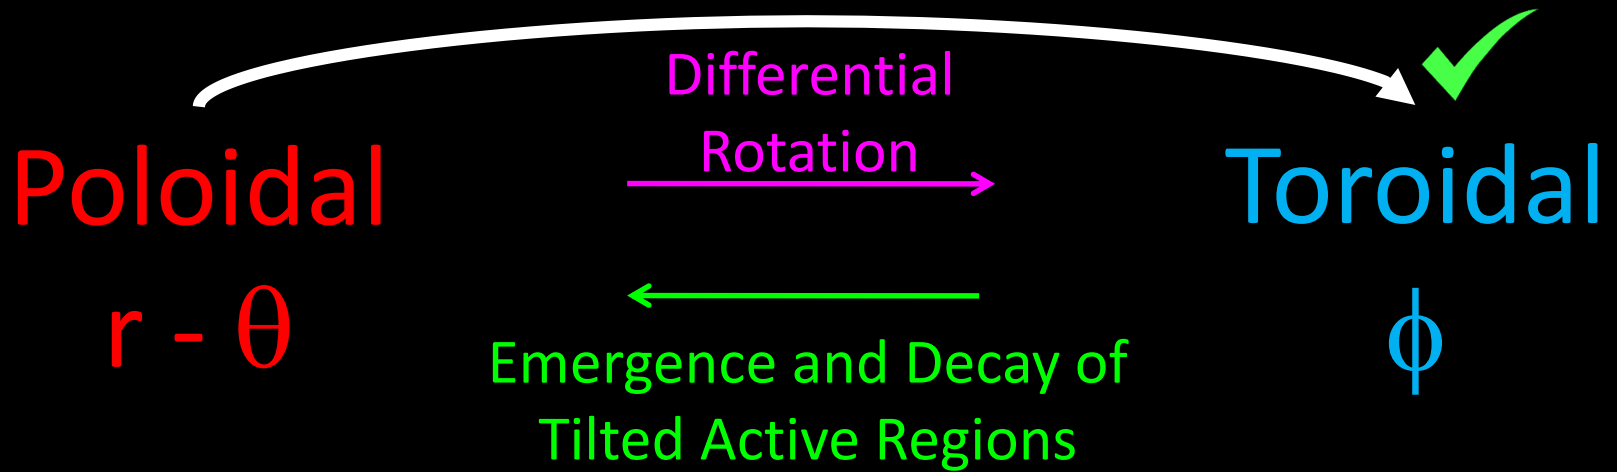 Differential
Rotation
Poloidal
Toroidal
r - θ
ϕ
Emergence and Decay of
Tilted Active Regions